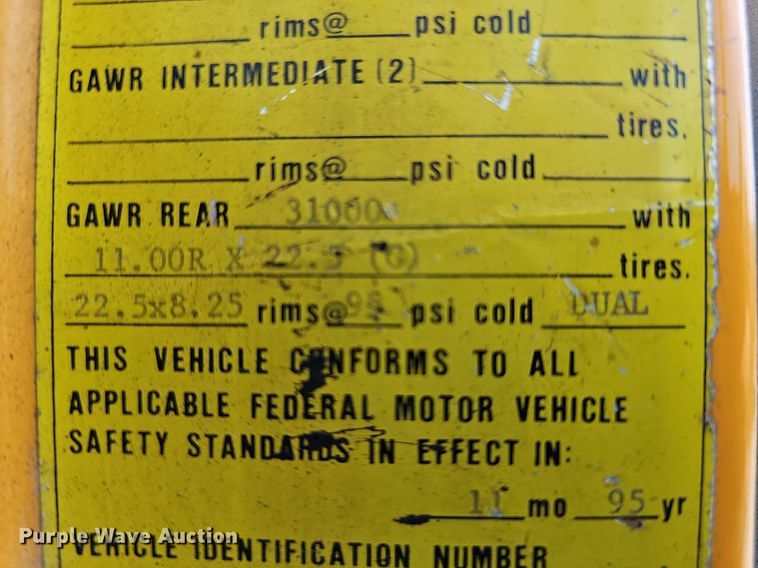 rims@ psi cold
GAWR INTERMEDIATE (2) with
tires.
rims@ psi cold
GAWR REAR 31000 with
11.00R X 22.5 (G) tires.
22.5x8.25 rims@ 95 psi cold DUAL
THIS VEHICLE CONFORMS TO ALL
APPLICABLE FEDERAL MOTOR VEHICLE
SAFETY STANDARDS IN EFFECT IN:
11 mo 95 yr
Purple Wave Auction
VEHICLE IDENTIFICATION NUMBER